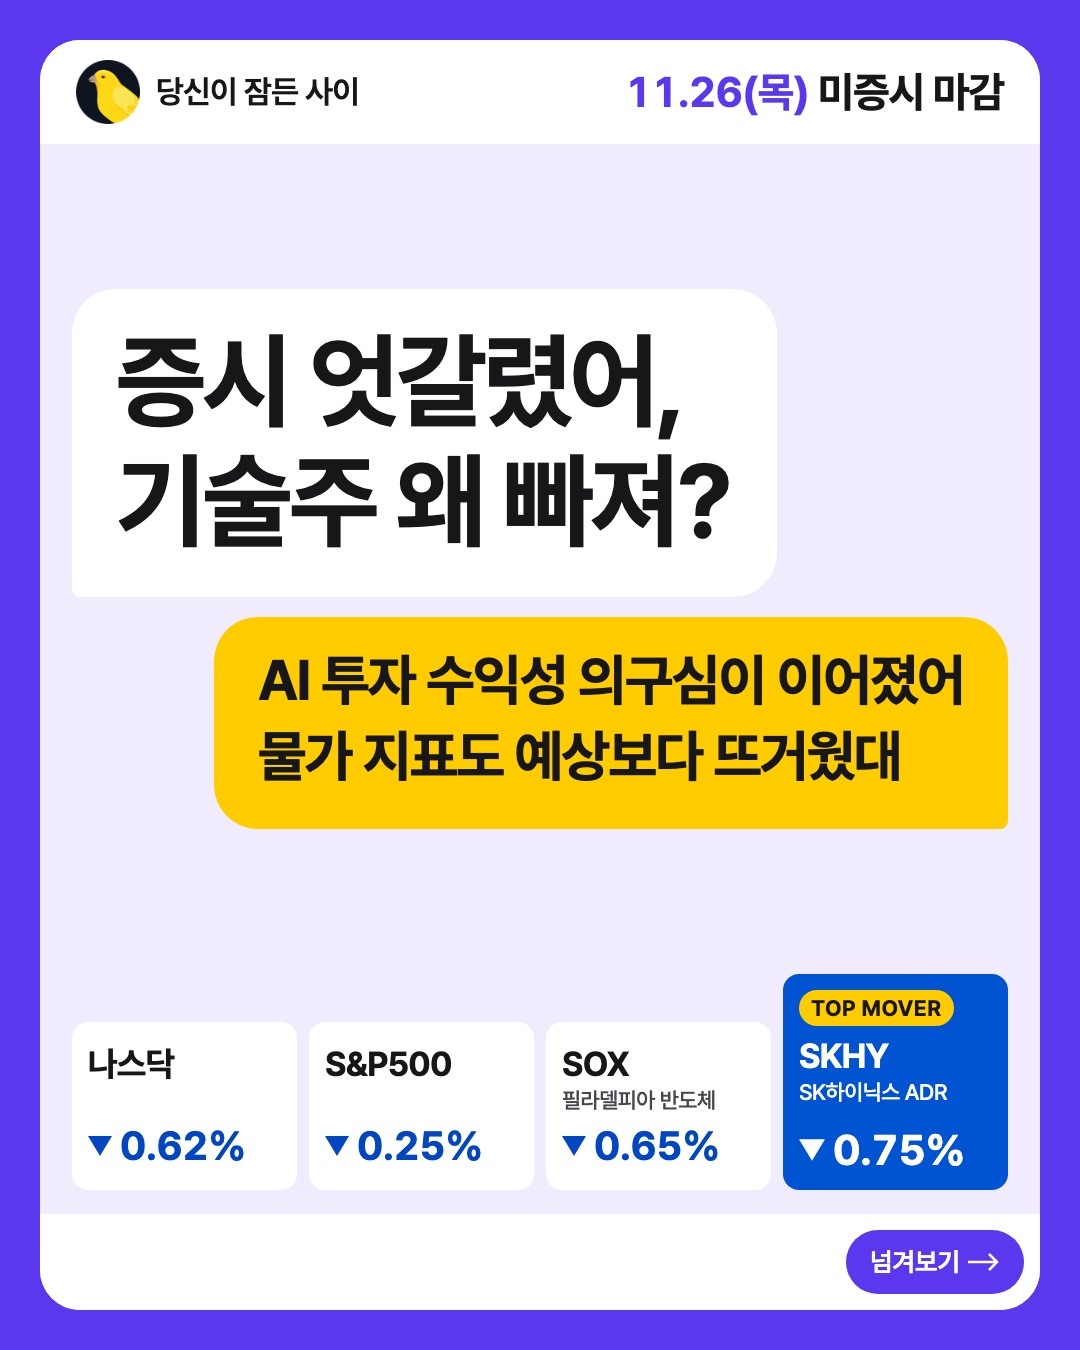 당신이 잠든 사이
11.26(목) 미증시 마감
증시 엇갈렸어,
기술주 왜 빠져?
AI 투자 수익성 의구심이 이어졌어
물가 지표도 예상보다 뜨거웠대
나스닥
▼0.62%
S&P500
▼0.25%
SOX
필라델피아 반도체
▼0.65%
TOP MOVER
SKHY
SK하이닉스 ADR
▼0.75%
넘겨보기 →